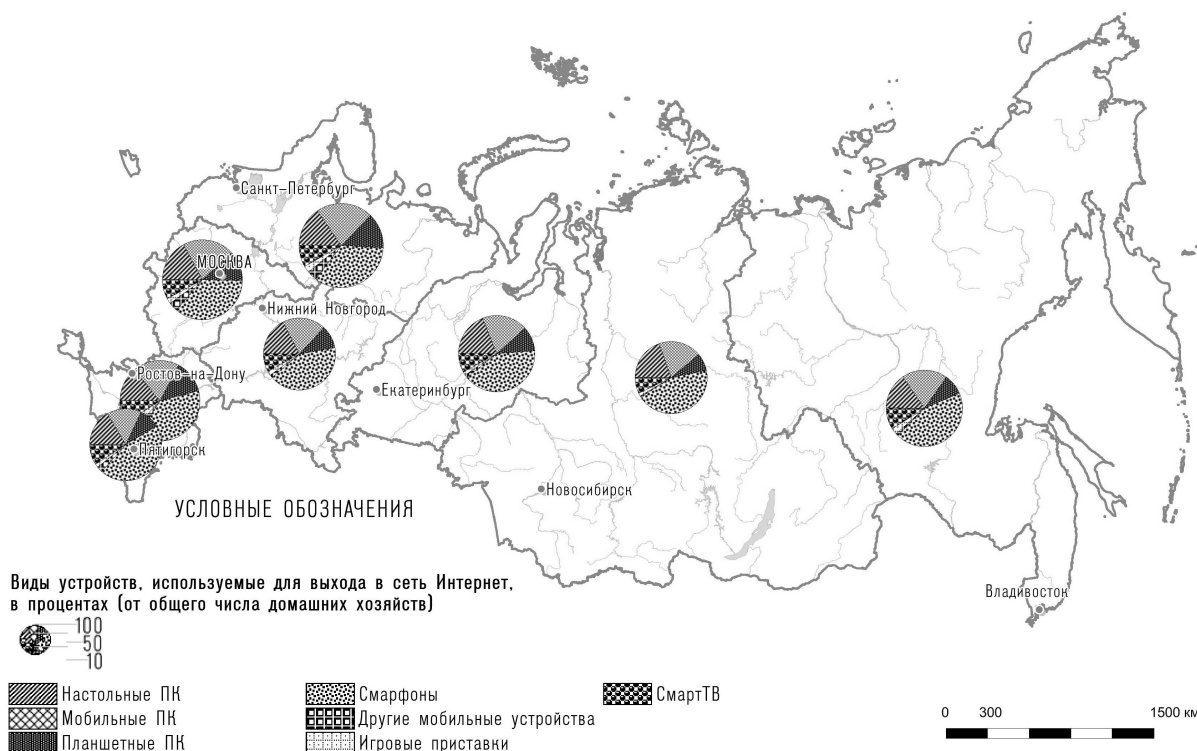 Санкт-Петербург
МОСКВА
Нижний Новгород
Ростов-на-Дону
Екатеринбург
Пятигорск
Новосибирск
УСЛОВНЫЕ ОБОЗНАЧЕНИЯ
Виды устройств, используемые для выхода в сеть Интернет,
в процентах (от общего числа домашних хозяйств)
Владивосток
100
50
10
Настольные ПК
Смарфоны
СмартТВ
Мобильные ПК
Другие мобильные устройства
Планшетные ПК
Игровые приставки
0 300 1500 км